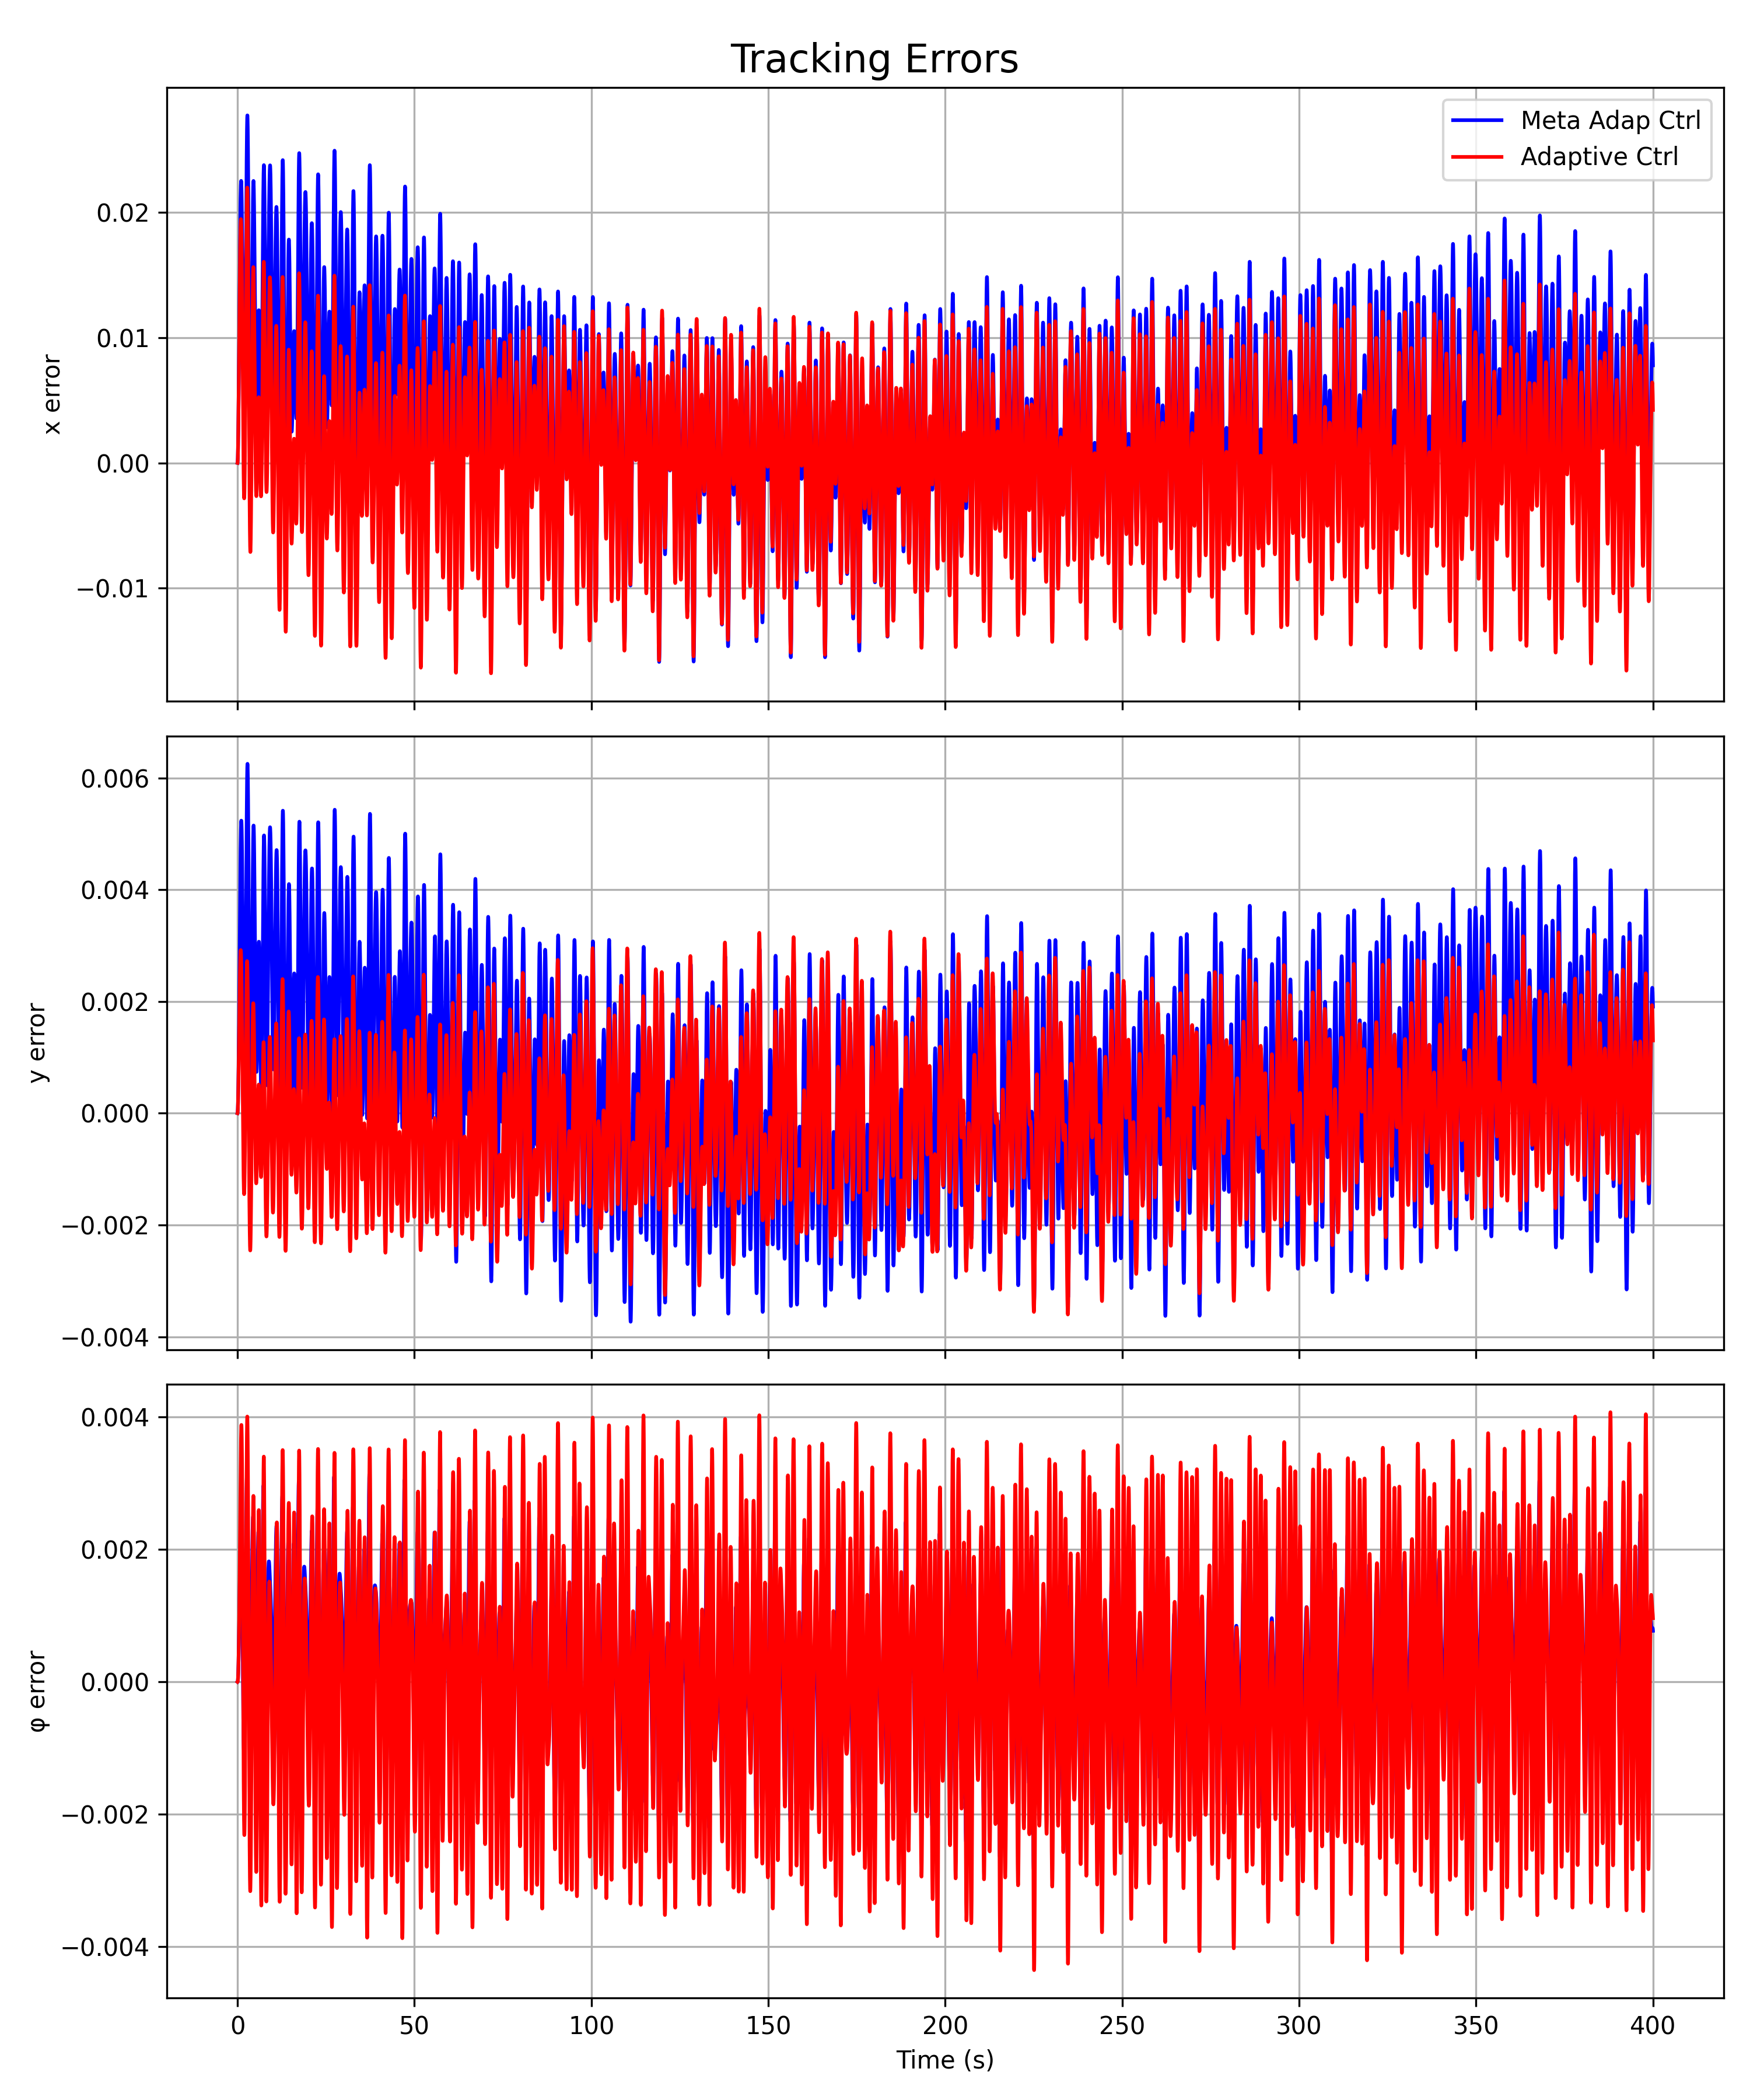 Tracking Errors
Meta Adap Ctrl
Adaptive Ctrl
0.02
0.01
0.00
−0.01
x error
0.006
0.004
0.002
0.000
−0.002
−0.004
y error
0.004
0.002
0.000
−0.002
−0.004
φ error
0 50 100 150 200 250 300 350 400
Time (s)